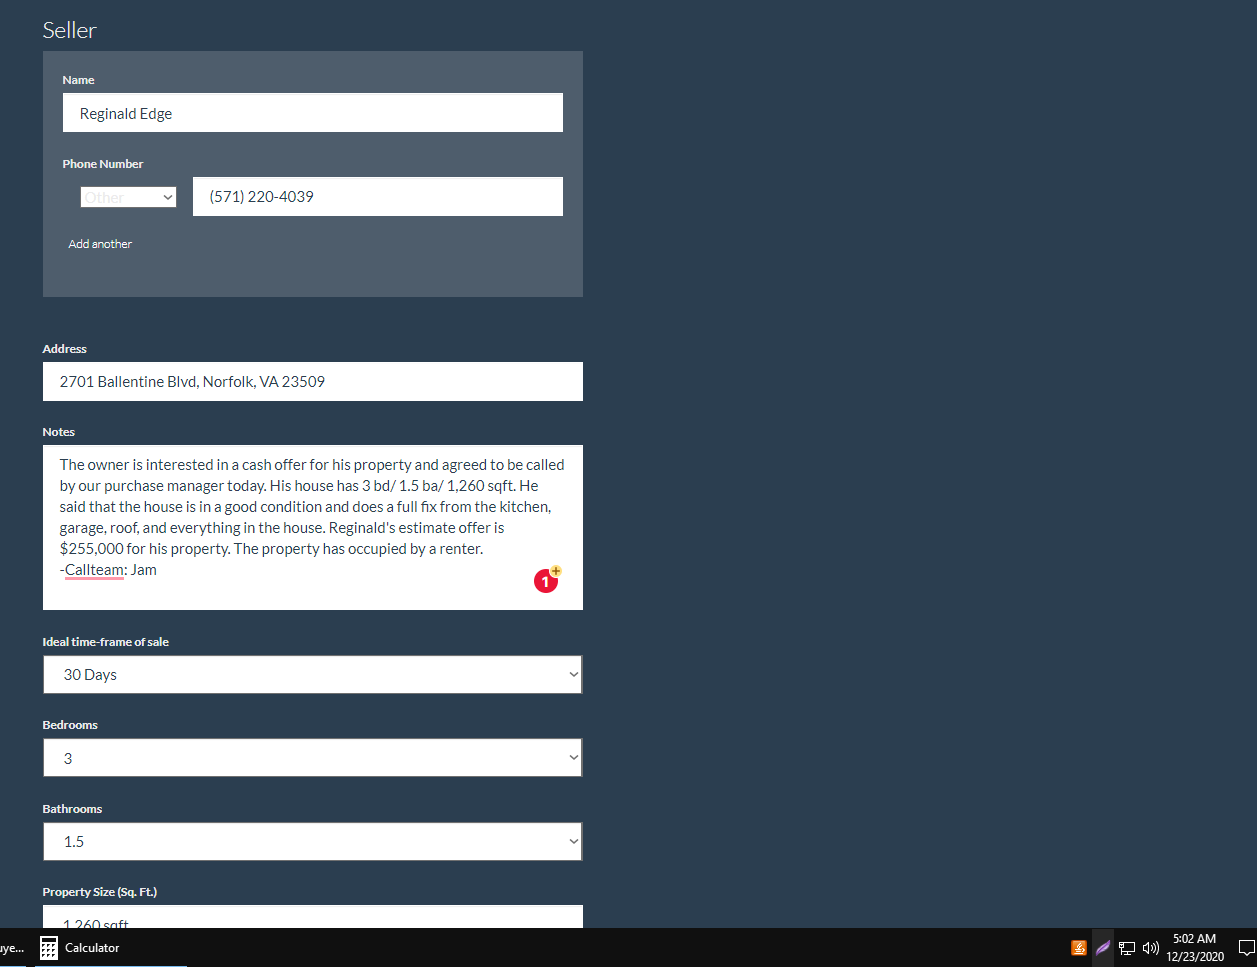 Seller
Name
Reginald Edge
Phone Number
Other
(571) 220-4039
Add another
Address
2701 Ballentine Blvd, Norfolk, VA 23509
Notes
The owner is interested in a cash offer for his property and agreed to be called
by our purchase manager today. His house has 3 bd/ 1.5 ba/ 1,260 sqft. He
said that the house is in a good condition and does a full fix from the kitchen,
garage, roof, and everything in the house. Reginald's estimate offer is
$255,000 for his property. The property has occupied by a renter.
-Callteam: Jam
1+
Ideal time-frame of sale
30 Days
Bedrooms
3
Bathrooms
1.5
Property Size (Sq. Ft.)
1,260 sqft
Calculator
5:02 AM
12/23/2020